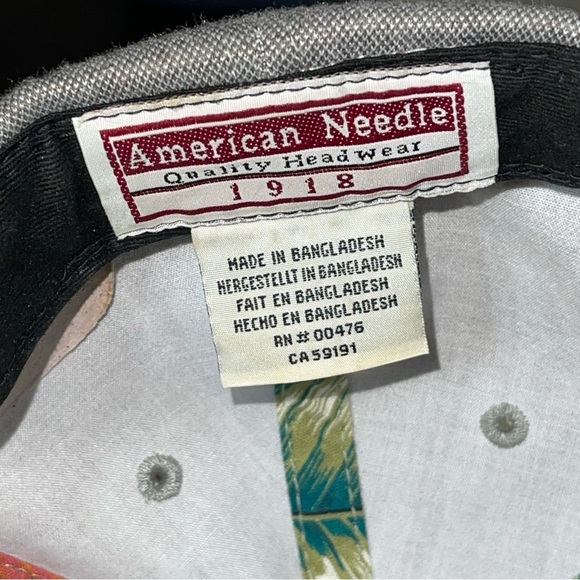 American Needle
Quality Headwear
1918
MADE IN BANGLADESH
HERGESTELLT IN BANGLADESH
FAIT EN BANGLADESH
HECHO EN BANGLADESH
RN# 00476
CA59191